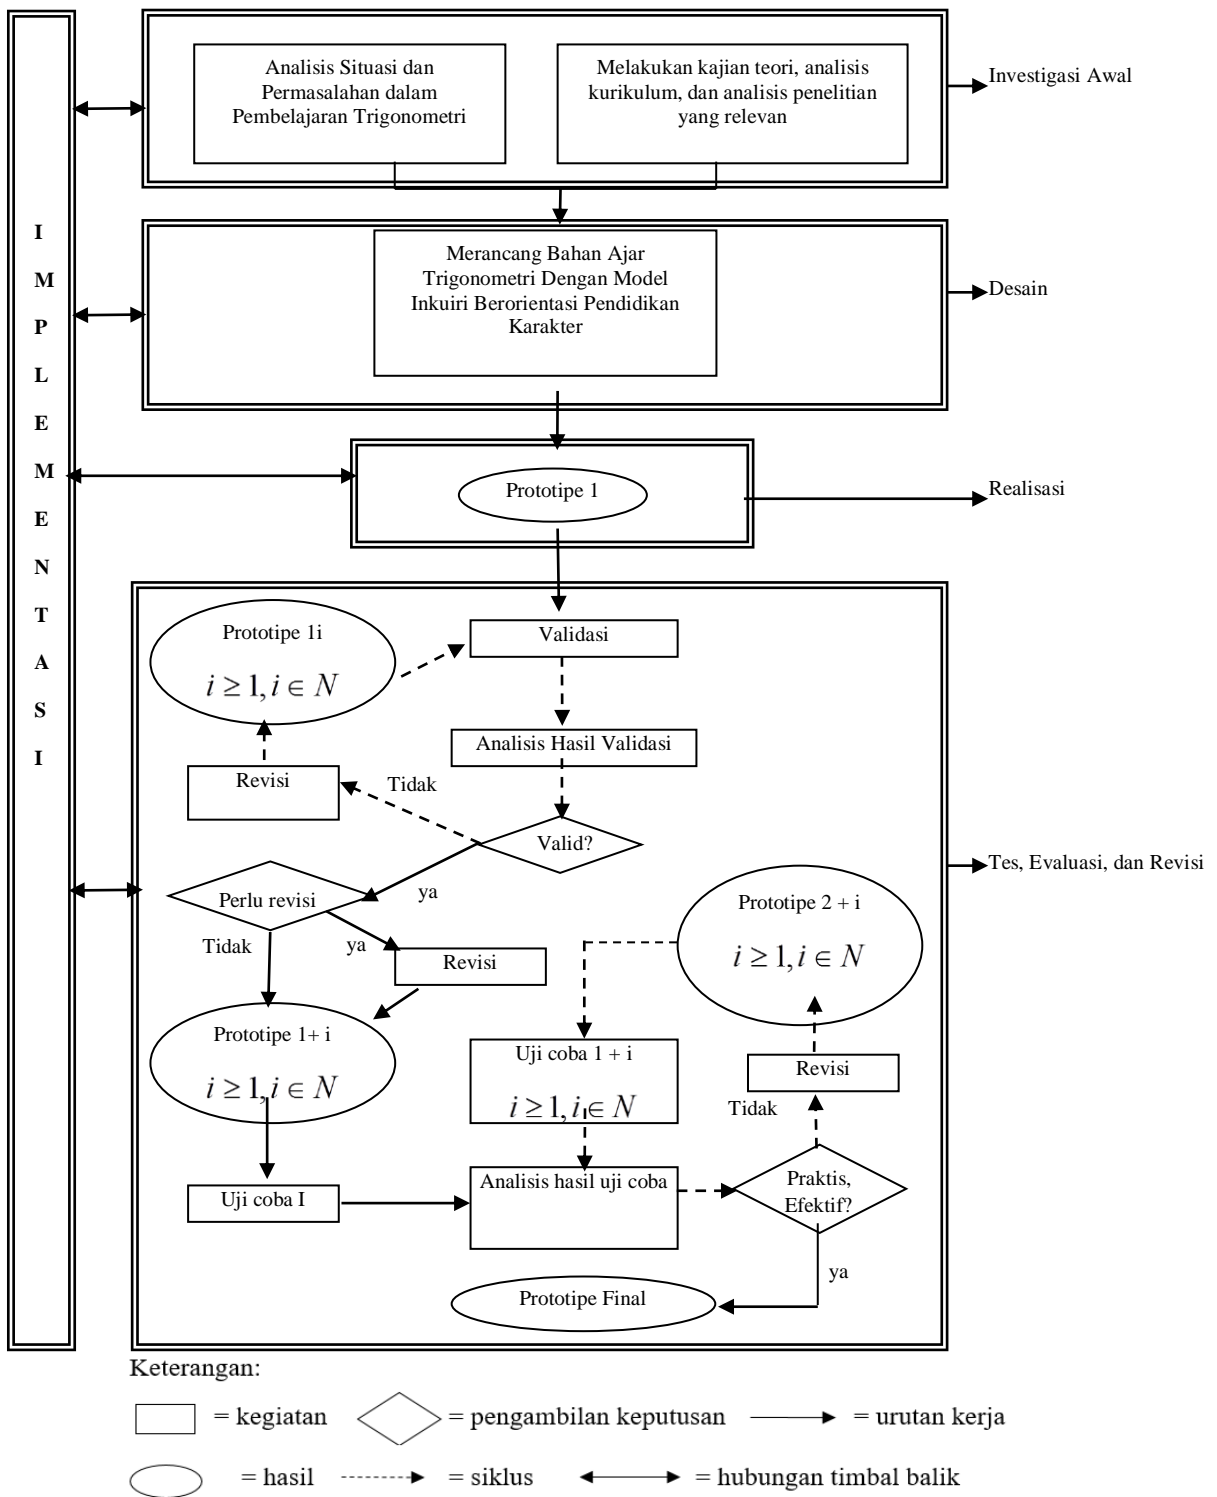 I
M
P
L
E
M
E
N
T
A
S
I
Analisis Situasi dan
Permasalahan dalam
Pembelajaran Trigonometri
Melakukan kajian teori, analisis
kurikulum, dan analisis penelitian
yang relevan
Investigasi Awal
Merancang Bahan Ajar
Trigonometri Dengan Model
Inkuiri Berorientasi Pendidikan
Karakter
Desain
Prototipe 1
Realisasi
Prototipe 1i
i ≥ 1, i ∈ N
Validasi
Analisis Hasil Validasi
Revisi
Tidak
Valid?
Tes, Evaluasi, dan Revisi
Perlu revisi
ya
Tidak
ya
Revisi
Prototipe 2 + i
i ≥ 1, i ∈ N
Prototipe 1+ i
i ≥ 1, i ∈ N
Uji coba 1 + i
i ≥ 1, i ∈ N
Revisi
Tidak
Uji coba I
Analisis hasil uji coba
Praktis,
Efektif?
ya
Prototipe Final
Keterangan:
= kegiatan
= pengambilan keputusan
= urutan kerja
= hasil
= siklus
= hubungan timbal balik